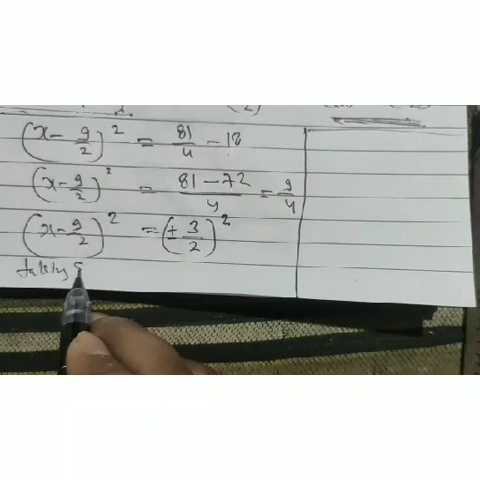 (x - 9/2)² = 81/4 - 18
(x - 9/2)² = 81 - 72/4 = 9/4
(x - 9/2)² = (± 3/2)²
taking s